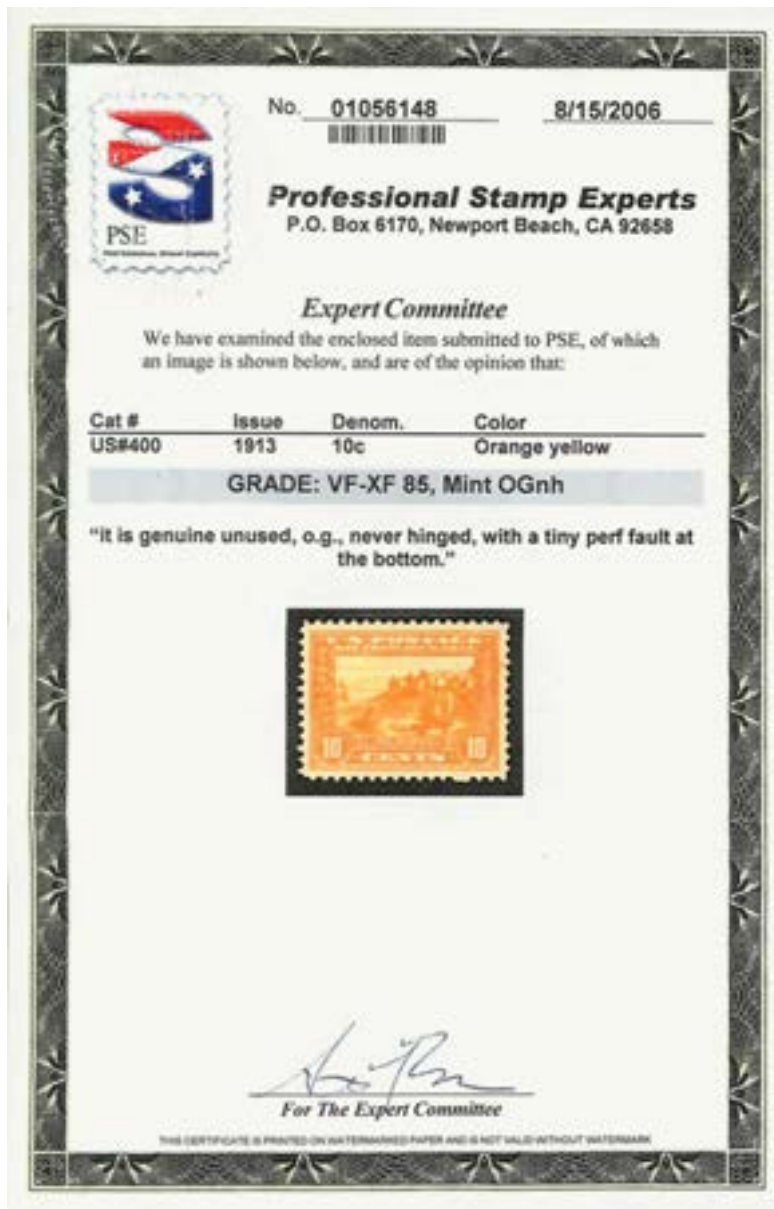 No. 01056148 8/15/2006
PSE
Professional Stamp Experts
P.O. Box 6170, Newport Beach, CA 92658
Expert Committee
We have examined the enclosed item submitted to PSE, of which
an image is shown below, and are of the opinion that:
Cat # Issue Denom. Color
US#400 1913 10c Orange yellow
GRADE: VF-XF 85, Mint OGnh
"it is genuine unused, o.g., never hinged, with a tiny perf fault at
the bottom."
U.S. POSTAGE
10 10
CENTS
For The Expert Committee
THIS CERTIFICATE IS PRINTED ON WATERMARKED PAPER AND IS NOT VALID WITHOUT WATERMARK